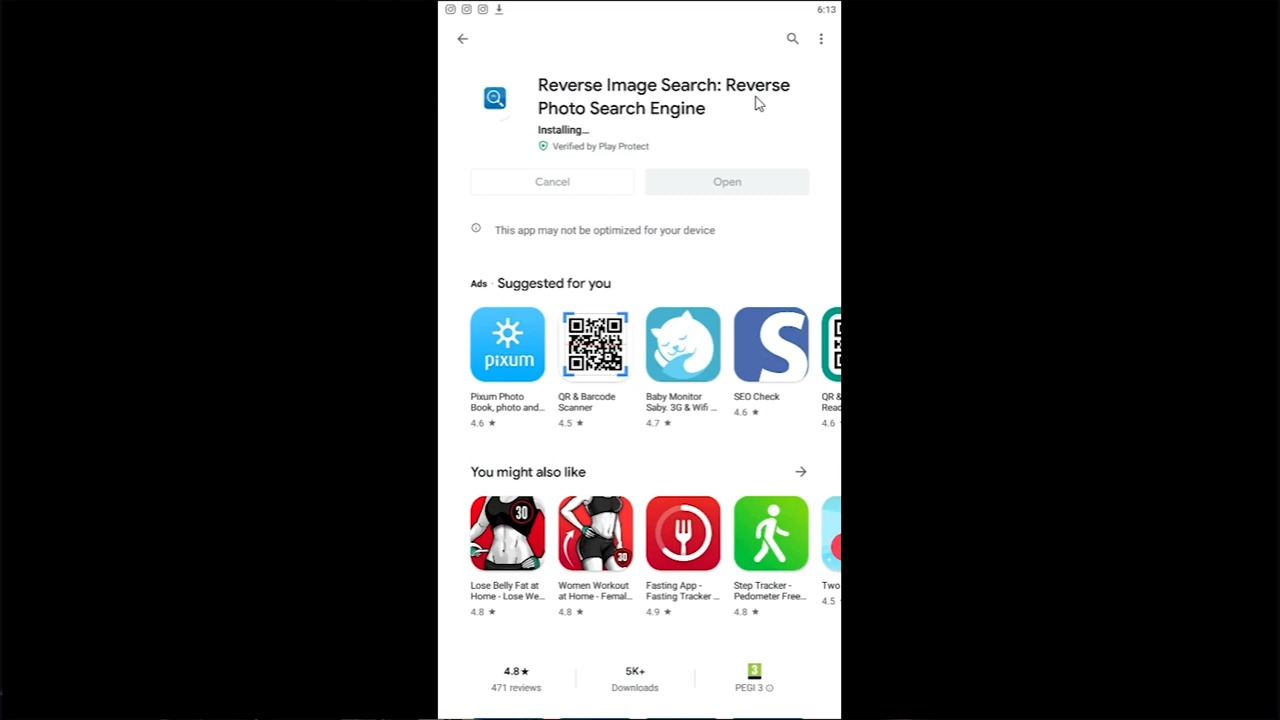 6:13
Reverse Image Search: Reverse
Photo Search Engine
Installing...
Verified by Play Protect
Cancel
Open
This app may not be optimized for your device
Ads · Suggested for you
pixum
S
Pixum Photo
Book, photo and...
4.6 ★
QR & Barcode
Scanner
4.5 ★
Baby Monitor
Saby. 3G & Wifi ...
4.7 ★
SEO Check
4.6 ★
QR &
4.6
You might also like
30
30
Lose Belly Fat at
Home - Lose We...
4.8 ★
Women Workout
at Home - Femal...
4.8 ★
Fasting App -
Fasting Tracker ...
4.9 ★
Step Tracker -
Pedometer Free...
4.8 ★
Two
4.5
4.8★
471 reviews
5K+
Downloads
3
PEGI 3